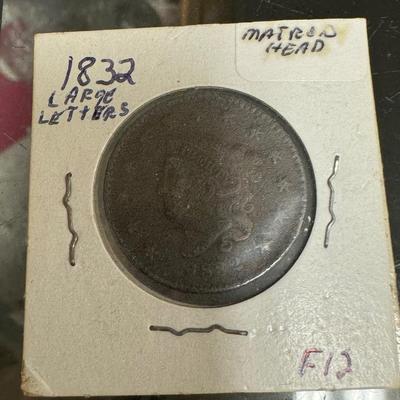 1832
LARGE
LETTERS
MATRON
HEAD
F12